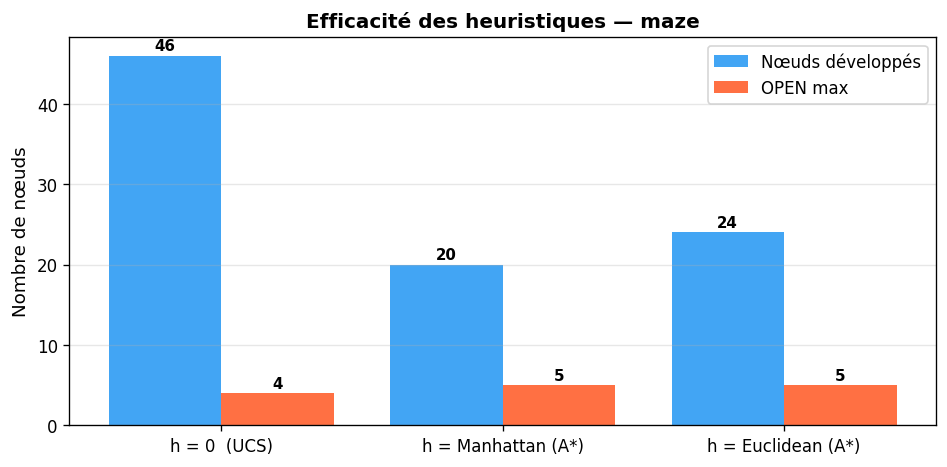 Efficacité des heuristiques — maze
Nombre de nœuds
40
30
20
10
0
46
4
20
5
24
5
Nœuds développés
OPEN max
h = 0  (UCS)
h = Manhattan (A*)
h = Euclidean (A*)